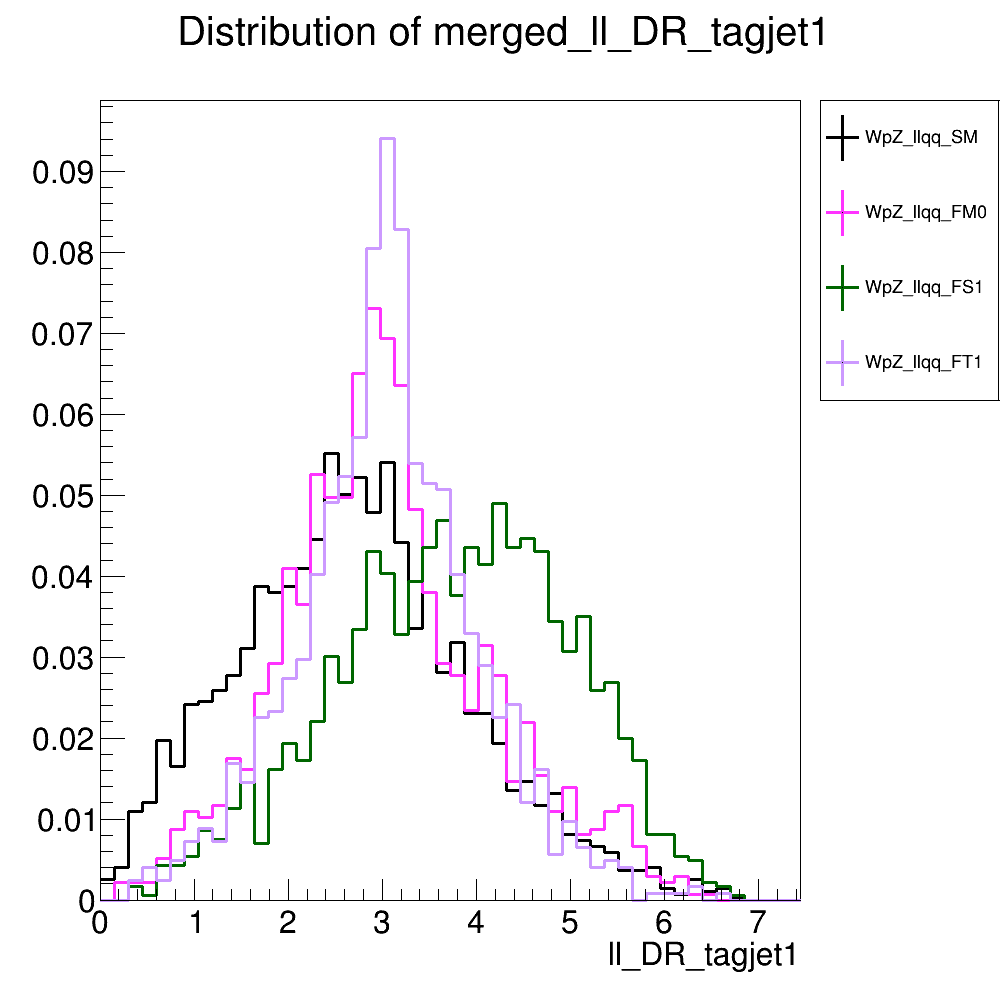 Distribution of merged_ll_DR_tagjet1
WpZ_llqq_SM
WpZ_llqq_FM0
WpZ_llqq_FS1
WpZ_llqq_FT1
0.09
0.08
0.07
0.06
0.05
0.04
0.03
0.02
0.01
0
0 1 2 3 4 5 6 7
ll_DR_tagjet1